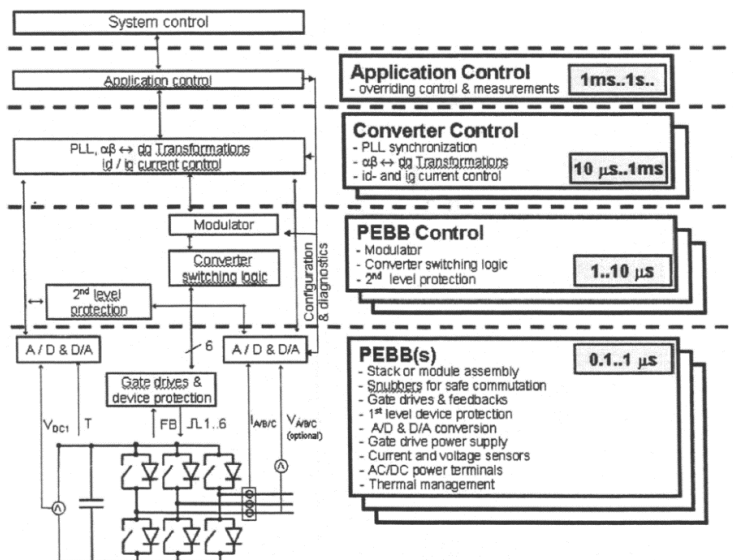 System control
Application control
PLL, αβ ↔ dq Transformations
id / iq current control
Modulator
Converter
switching logic
2nd level
protection
Configuration
& diagnostics
A / D & D/A
6
A / D & D/A
Gate drives &
device protection
VDC1
T
FB
1..6
IA/B/C
VA/B/C
(optional)
Application Control
- overriding control & measurements
1ms..1s..
Converter Control
- PLL synchronization
- αβ ↔ dq Transformations
- id- and iq current control
10 µs..1ms
PEBB Control
- Modulator
- Converter switching logic
- 2nd level protection
1..10 µs
PEBB(s)
0.1..1 µs
- Stack or module assembly
- Snubbers for safe commutation
- Gate drives & feedbacks
- 1st level device protection
- A/D & D/A conversion
- Gate drive power supply
- Current and voltage sensors
- AC/DC power terminals
- Thermal management